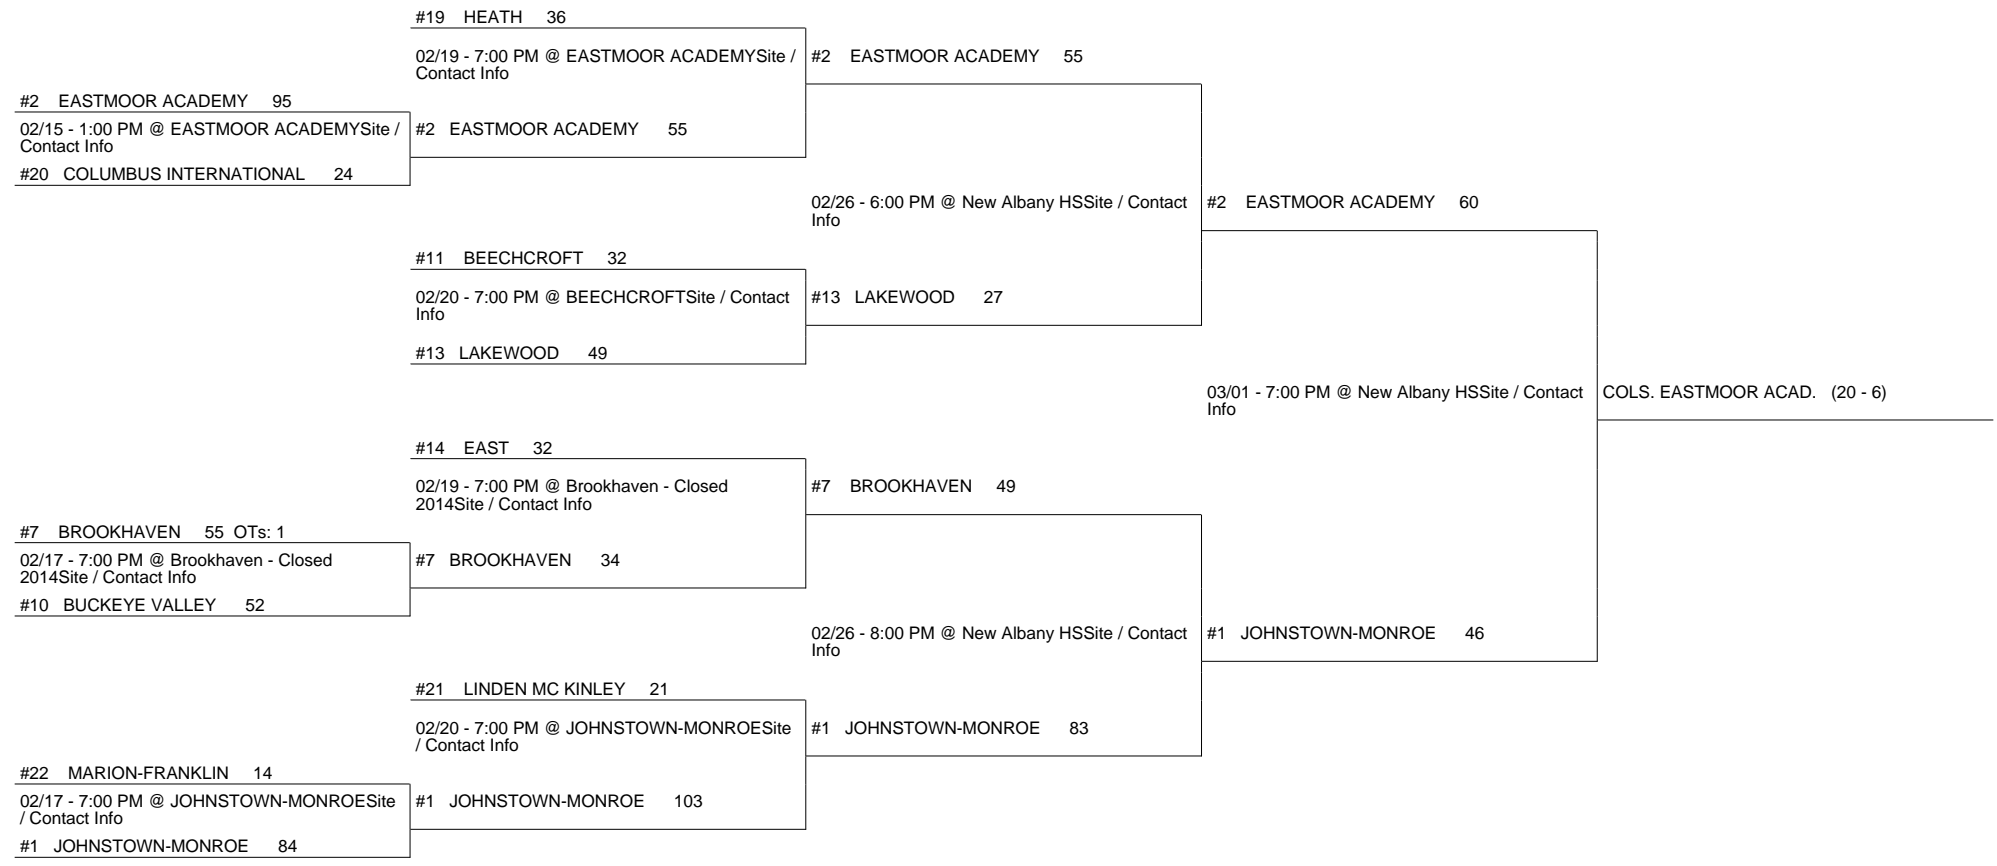 #19 HEATH 36
02/19 - 7:00 PM @ EASTMOOR ACADEMYSite /
Contact Info
#2 EASTMOOR ACADEMY 55
#2 EASTMOOR ACADEMY 95
02/15 - 1:00 PM @ EASTMOOR ACADEMYSite /
Contact Info
#2 EASTMOOR ACADEMY 55
#20 COLUMBUS INTERNATIONAL 24
02/26 - 6:00 PM @ New Albany HSSite / Contact
Info
#2 EASTMOOR ACADEMY 60
#11 BEECHCROFT 32
02/20 - 7:00 PM @ BEECHCROFTSite / Contact
Info
#13 LAKEWOOD 27
#13 LAKEWOOD 49
03/01 - 7:00 PM @ New Albany HSSite / Contact
Info
COLS. EASTMOOR ACAD. (20 - 6)
#14 EAST 32
02/19 - 7:00 PM @ Brookhaven - Closed
2014Site / Contact Info
#7 BROOKHAVEN 49
#7 BROOKHAVEN 55 OTs: 1
02/17 - 7:00 PM @ Brookhaven - Closed
2014Site / Contact Info
#7 BROOKHAVEN 34
#10 BUCKEYE VALLEY 52
02/26 - 8:00 PM @ New Albany HSSite / Contact
Info
#1 JOHNSTOWN-MONROE 46
#21 LINDEN MC KINLEY 21
02/20 - 7:00 PM @ JOHNSTOWN-MONROESite
/ Contact Info
#1 JOHNSTOWN-MONROE 83
#22 MARION-FRANKLIN 14
02/17 - 7:00 PM @ JOHNSTOWN-MONROESite
/ Contact Info
#1 JOHNSTOWN-MONROE 103
#1 JOHNSTOWN-MONROE 84